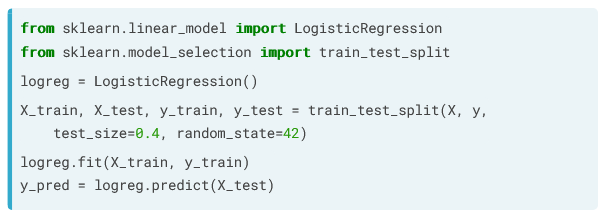 from sklearn.linear_model import LogisticRegression
from sklearn.model_selection import train_test_split
logreg = LogisticRegression()
X_train, X_test, y_train, y_test = train_test_split(X, y,
    test_size=0.4, random_state=42)
logreg.fit(X_train, y_train)
y_pred = logreg.predict(X_test)